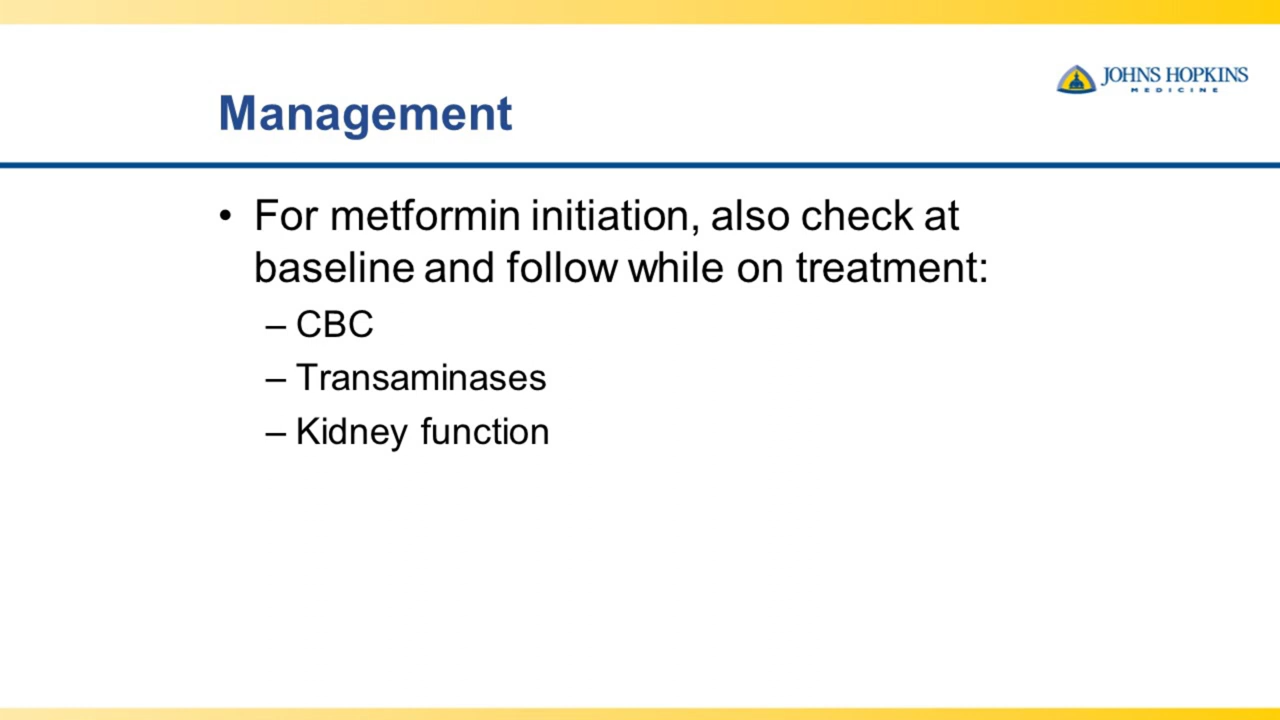 JOHNS HOPKINS
MEDICINE
Management
• For metformin initiation, also check at
baseline and follow while on treatment:
– CBC
– Transaminases
– Kidney function